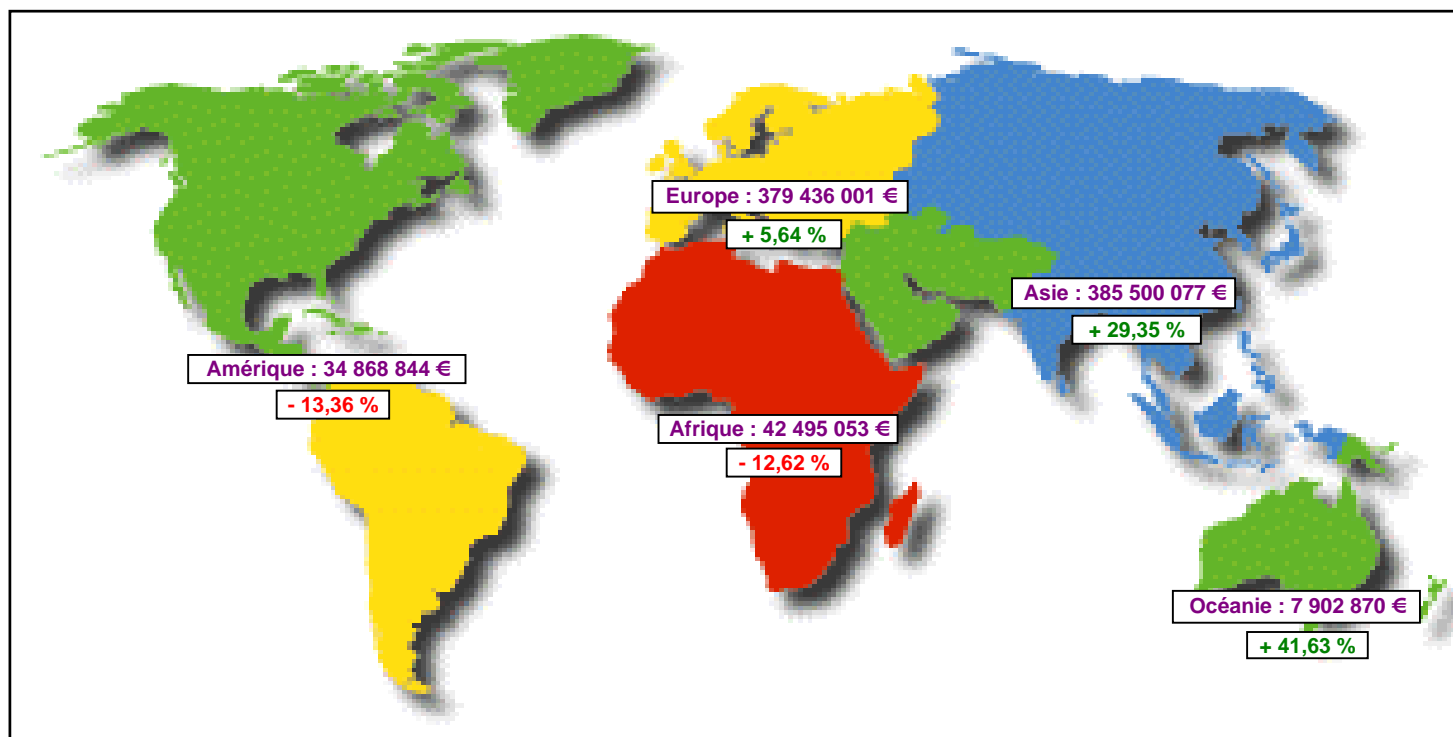 Europe : 379 436 001 €
+ 5,64 %
Asie : 385 500 077 €
+ 29,35 %
Amérique : 34 868 844 €
- 13,36 %
Afrique : 42 495 053 €
- 12,62 %
Océanie : 7 902 870 €
+ 41,63 %